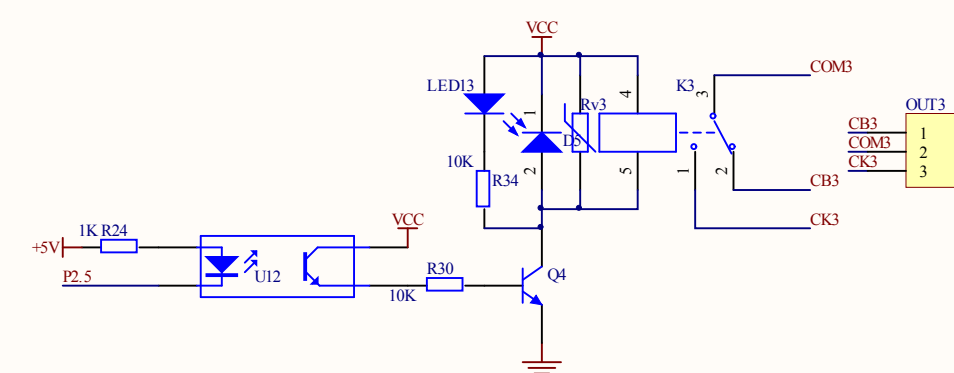 VCC
LED13
1
2
D5
Rv3
4
5
K3
3
COM3
1
2
CB3
CK3
OUT3
CB3 1
COM3 2
CK3 3
10K
R34
VCC
+5V
1K R24
P2.5
U12
R30
10K
Q4